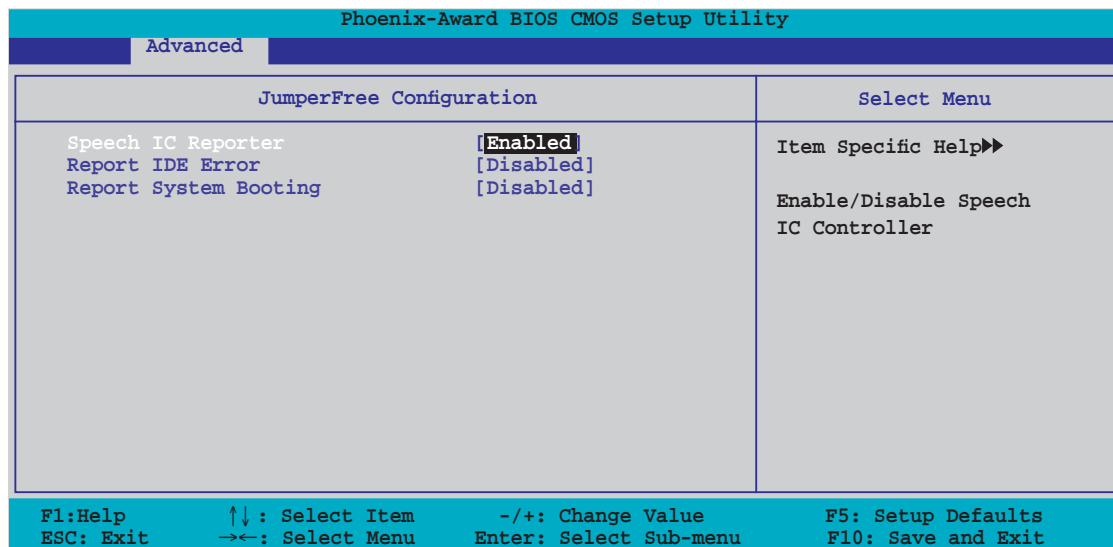 Phoenix-Award BIOS CMOS Setup Utility
Advanced
JumperFree Configuration
Select Menu
Speech IC Reporter [Enabled]
Report IDE Error [Disabled]
Report System Booting [Disabled]
Item Specific Help▶▶
Enable/Disable Speech
IC Controller
F1:Help ↑↓: Select Item -/+: Change Value F5: Setup Defaults
ESC: Exit →←: Select Menu Enter: Select Sub-menu F10: Save and Exit